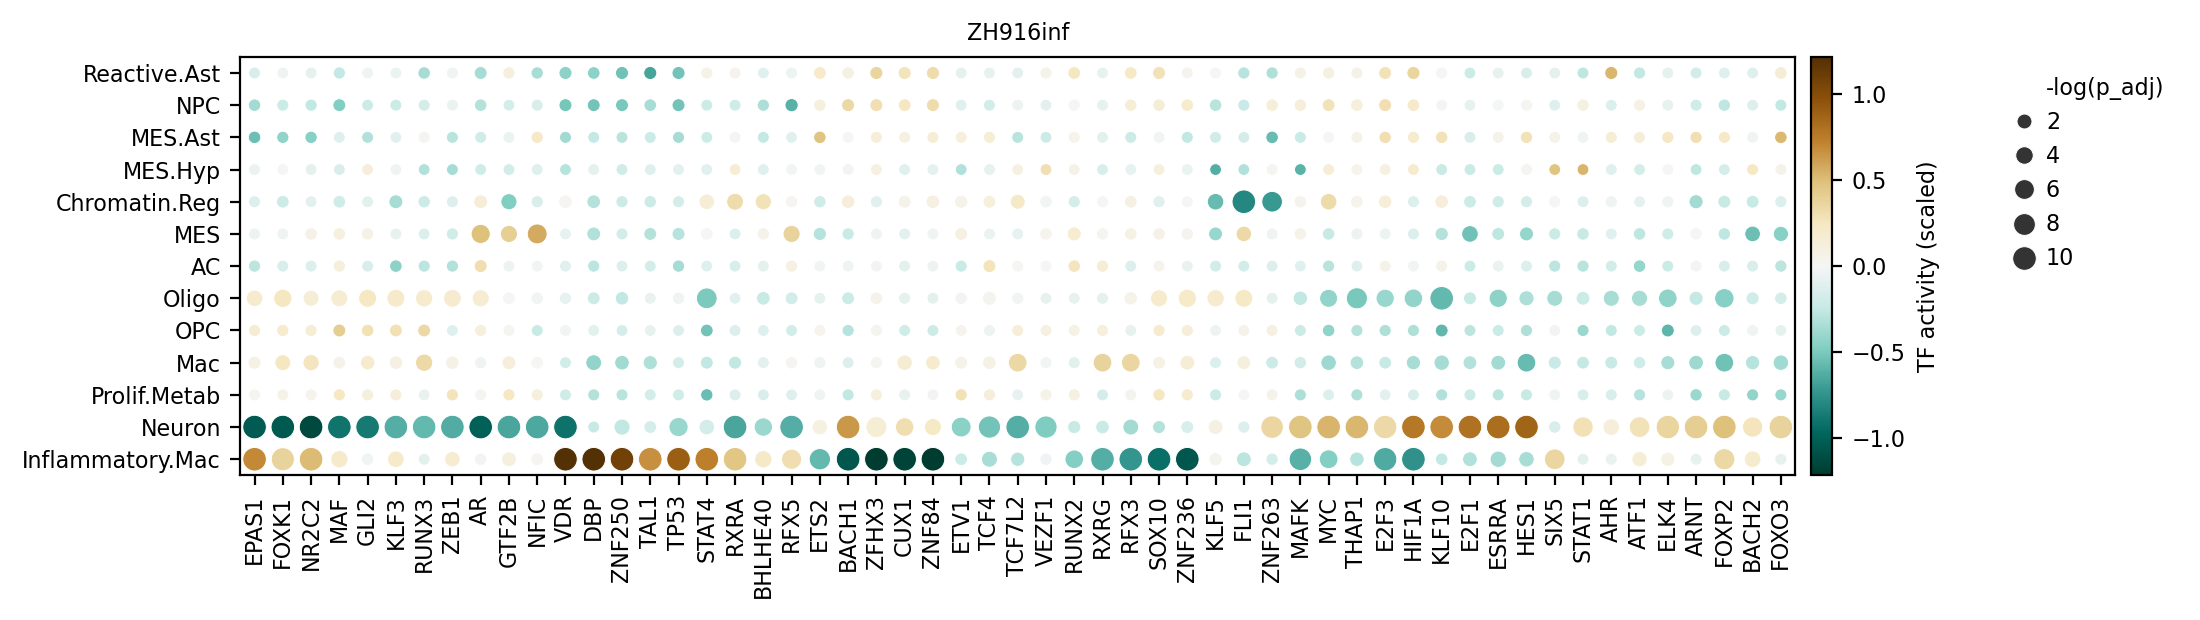 ZH916inf
Reactive.Ast
NPC
MES.Ast
MES.Hyp
Chromatin.Reg
MES
AC
Oligo
OPC
Mac
Prolif.Metab
Neuron
Inflammatory.Mac
EPAS1
FOXK1
NR2C2
MAF
GLI2
KLF3
RUNX3
ZEB1
AR
GTF2B
NFIC
VDR
DBP
ZNF250
TAL1
TP53
STAT4
RXRA
BHLHE40
RFX5
ETS2
BACH1
ZFHX3
CUX1
ZNF84
ETV1
TCF4
TCF7L2
VEZF1
RUNX2
RXRG
RFX3
SOX10
ZNF236
KLF5
FLI1
ZNF263
MAFK
MYC
THAP1
E2F3
HIF1A
KLF10
E2F1
ESRRA
HES1
SIX5
STAT1
AHR
ATF1
ELK4
ARNT
FOXP2
BACH2
FOXO3
1.0
0.5
0.0
−0.5
−1.0
TF activity (scaled)
-log(p_adj)
2
4
6
8
10